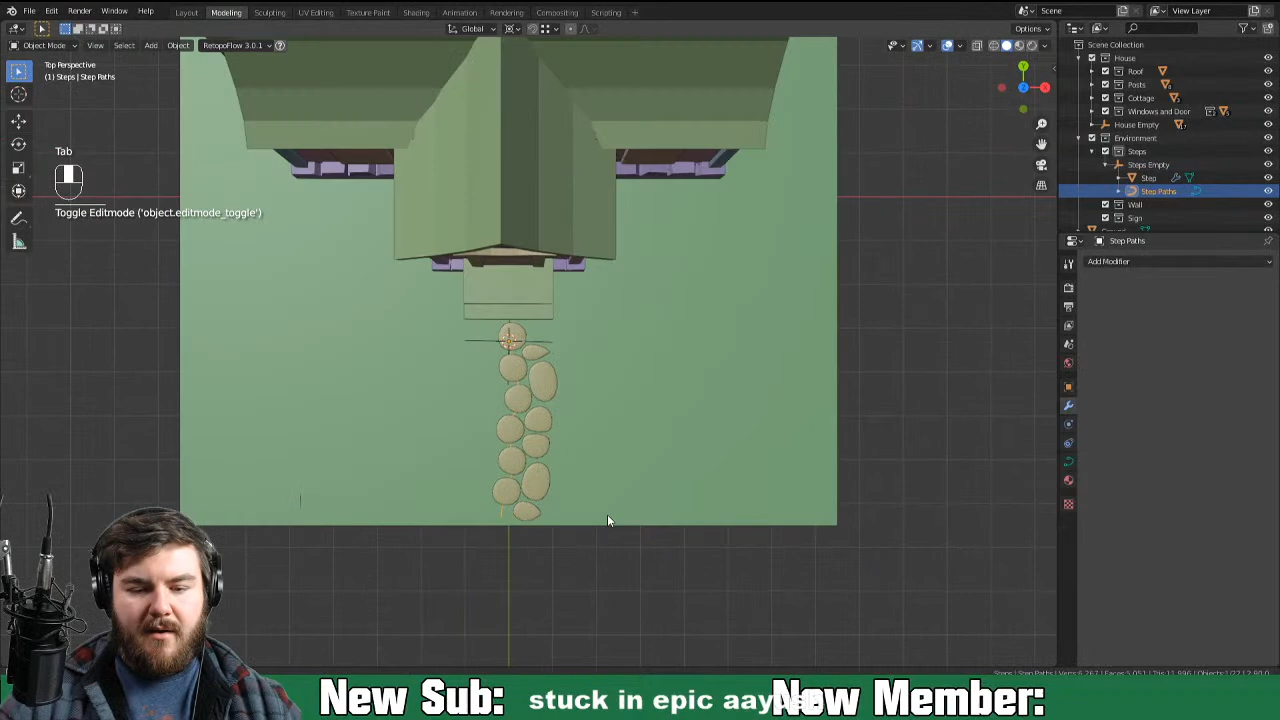 File Edit Render Window Help Layout Modeling Sculpting UV Editing Texture Paint Shading Animation Rendering Compositing Scripting + Scene View Layer
Global Options
Object Mode View Select Add Object RetopoFlow 3.0.1
Top Perspective
(1) Steps | Step Paths
Tab
Toggle Editmode ('object.editmode_toggle')
Y
X
Z
Scene Collection
House
Roof
Posts
Cottage
Windows and Door
House Empty
Environment
Steps
Steps Empty
Step
Step Paths
Wall
Sign
Step Paths
Add Modifier
New Sub: stuck in epic New Member: